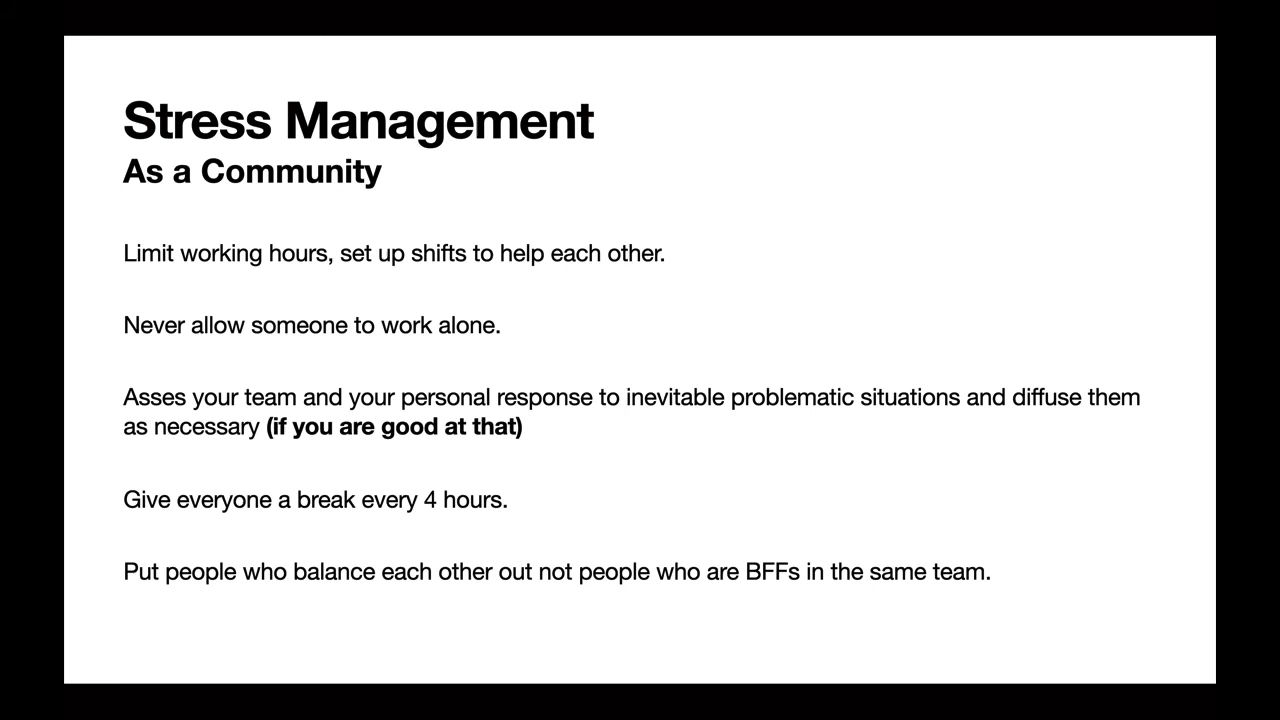 Stress Management
As a Community
Limit working hours, set up shifts to help each other.
Never allow someone to work alone.
Asses your team and your personal response to inevitable problematic situations and diffuse them
as necessary (if you are good at that)
Give everyone a break every 4 hours.
Put people who balance each other out not people who are BFFs in the same team.